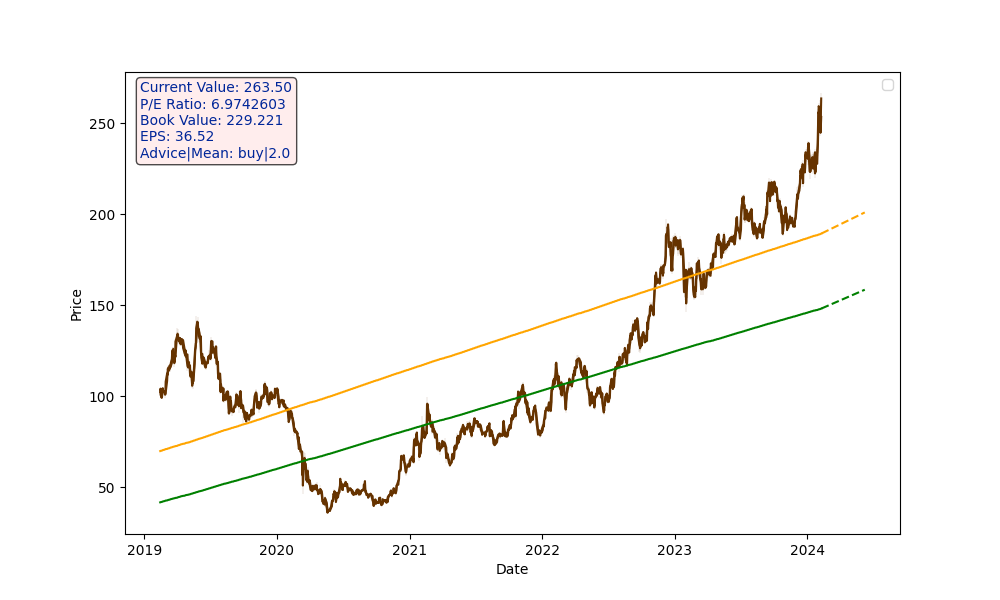 Current Value: 263.50
P/E Ratio: 6.9742603
Book Value: 229.221
EPS: 36.52
Advice|Mean: buy|2.0
250
200
150
100
50
Price
2019 2020 2021 2022 2023 2024
Date